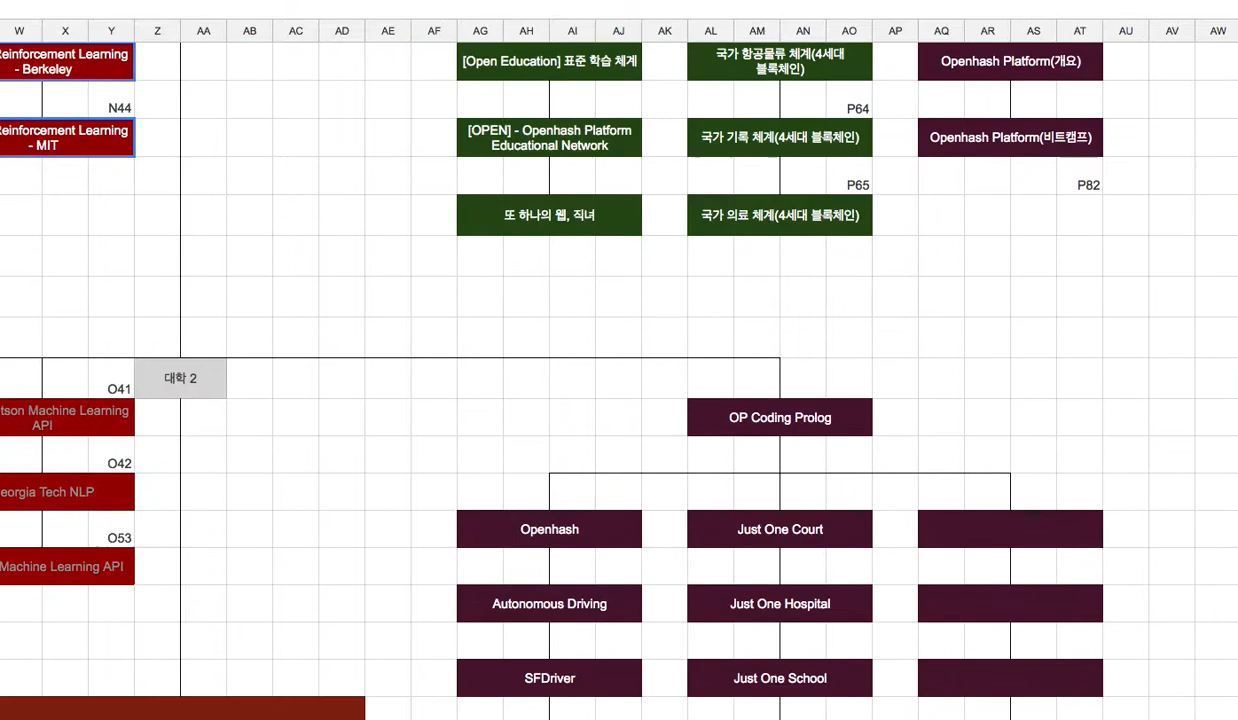 W X Y Z AA AB AC AD AE AF AG AH AI AJ AK AL AM AN AO AP AQ AR AS AT AU AV AW
Reinforcement Learning
- Berkeley
[Open Education] 표준 학습 체계
국가 항공물류 체계(4세대
블록체인)
Openhash Platform(개요)
N44
P64
Reinforcement Learning
- MIT
[OPEN] - Openhash Platform
Educational Network
국가 기록 체계(4세대 블록체인)
Openhash Platform(비트캠프)
P65
P82
또 하나의 웹, 직녀
국가 의료 체계(4세대 블록체인)
O41
대학 2
tson Machine Learning
API
OP Coding Prolog
O42
eorgia Tech NLP
Openhash
Just One Court
O53
Machine Learning API
Autonomous Driving
Just One Hospital
SFDriver
Just One School